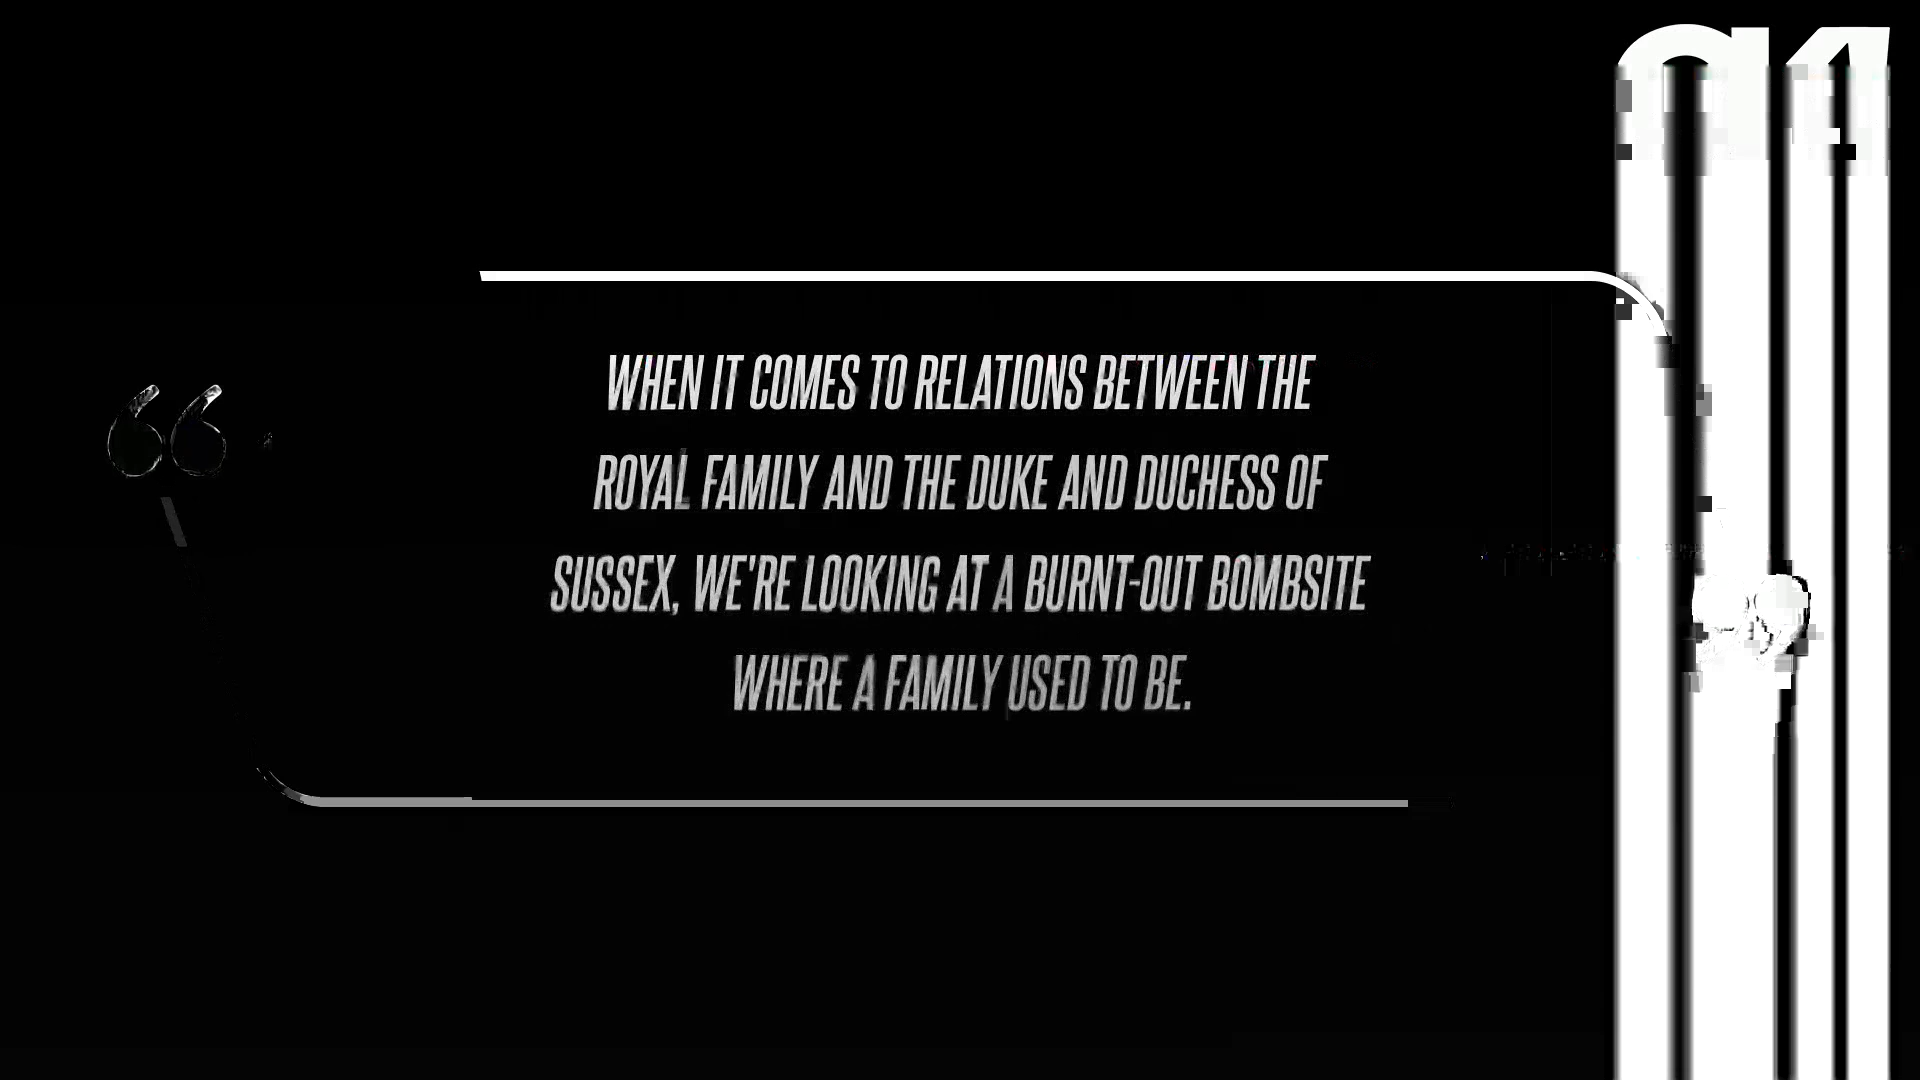 WHEN IT COMES TO RELATIONS BETWEEN THE
ROYAL FAMILY AND THE DUKE AND DUCHESS OF
SUSSEX, WE'RE LOOKING AT A BURNT-OUT BOMBSITE
WHERE A FAMILY USED TO BE.